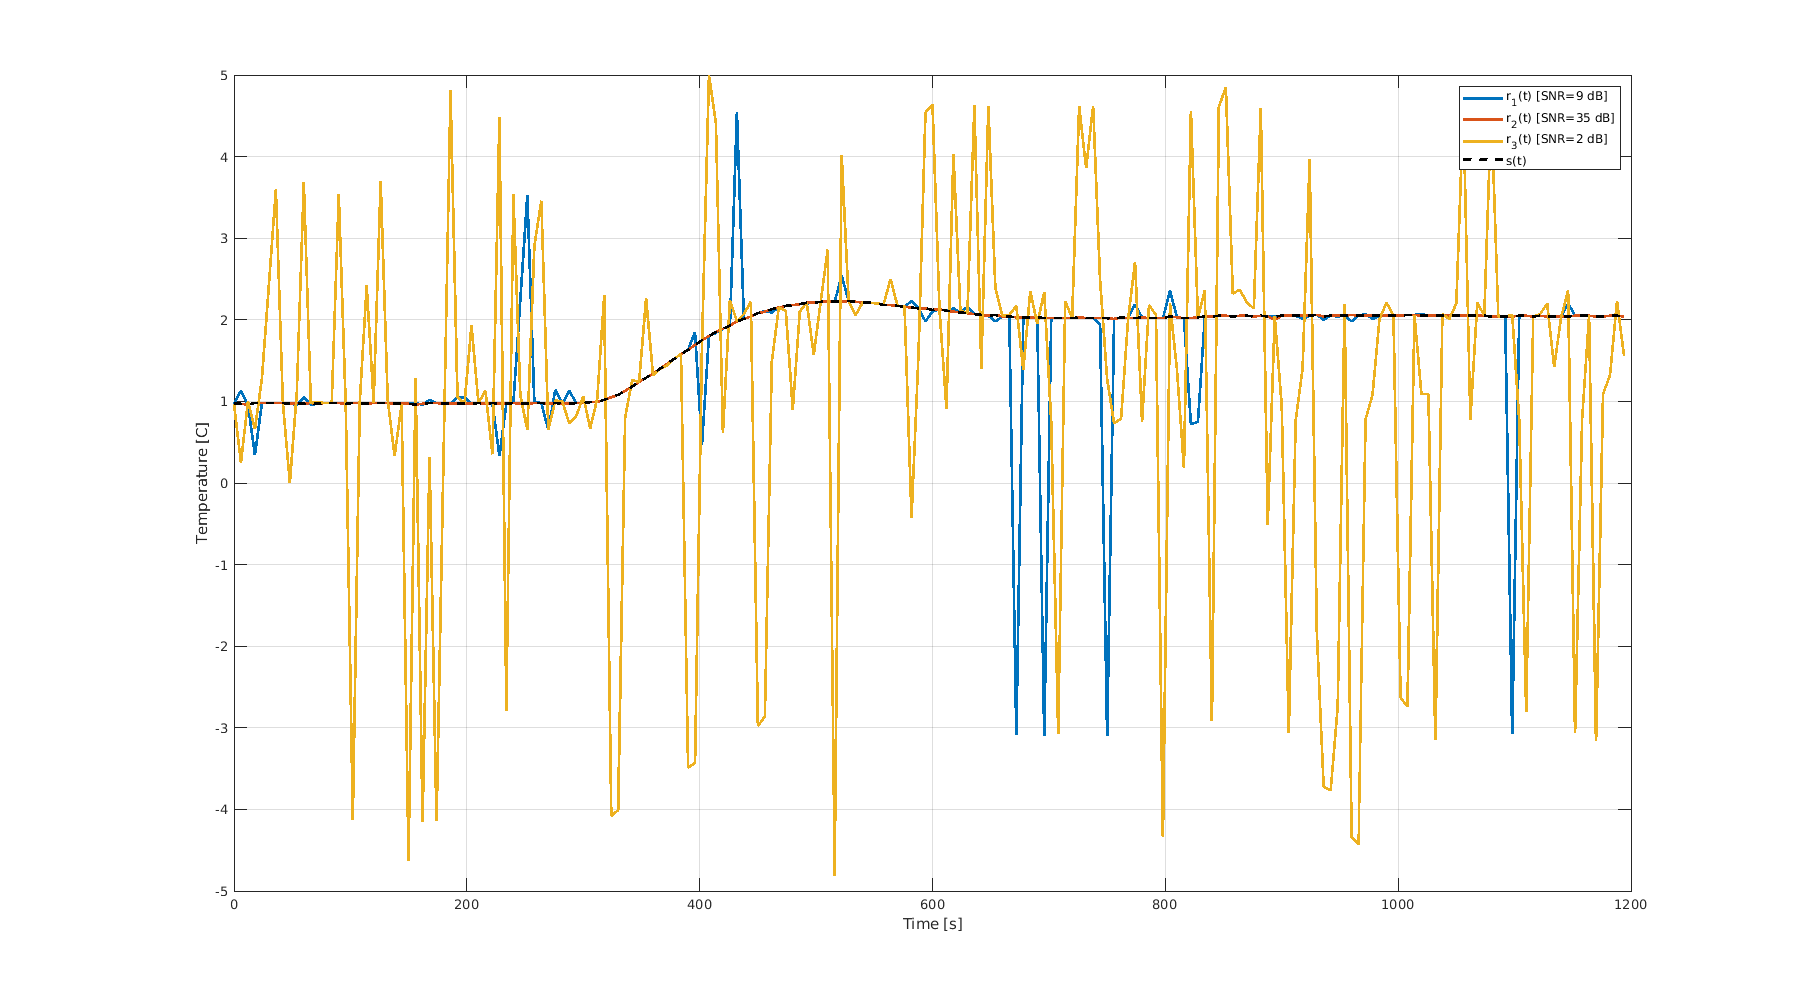 5
4
3
2
1
0
-1
-2
-3
-4
-5
Temperature [C]
r1(t) [SNR=9 dB]
r2(t) [SNR=35 dB]
r3(t) [SNR=2 dB]
s(t)
0 200 400 600 800 1000 1200
Time [s]